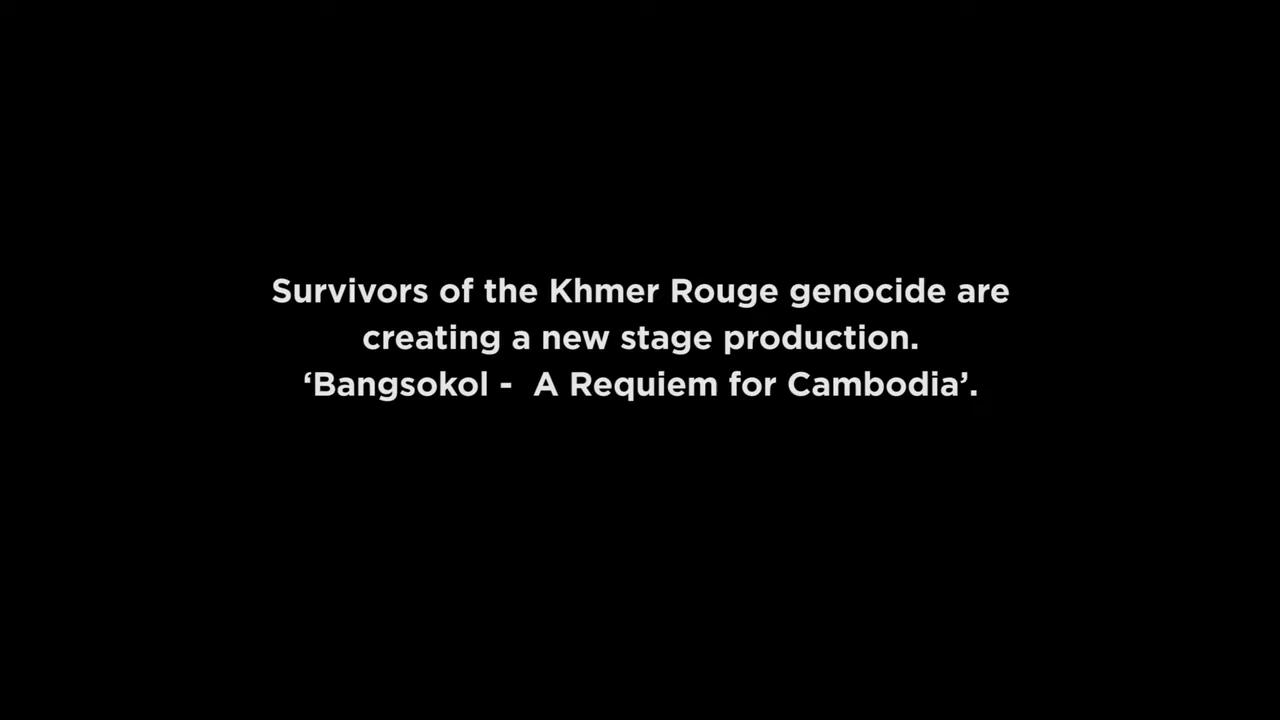 Survivors of the Khmer Rouge genocide are
creating a new stage production.
‘Bangsokol -  A Requiem for Cambodia’.